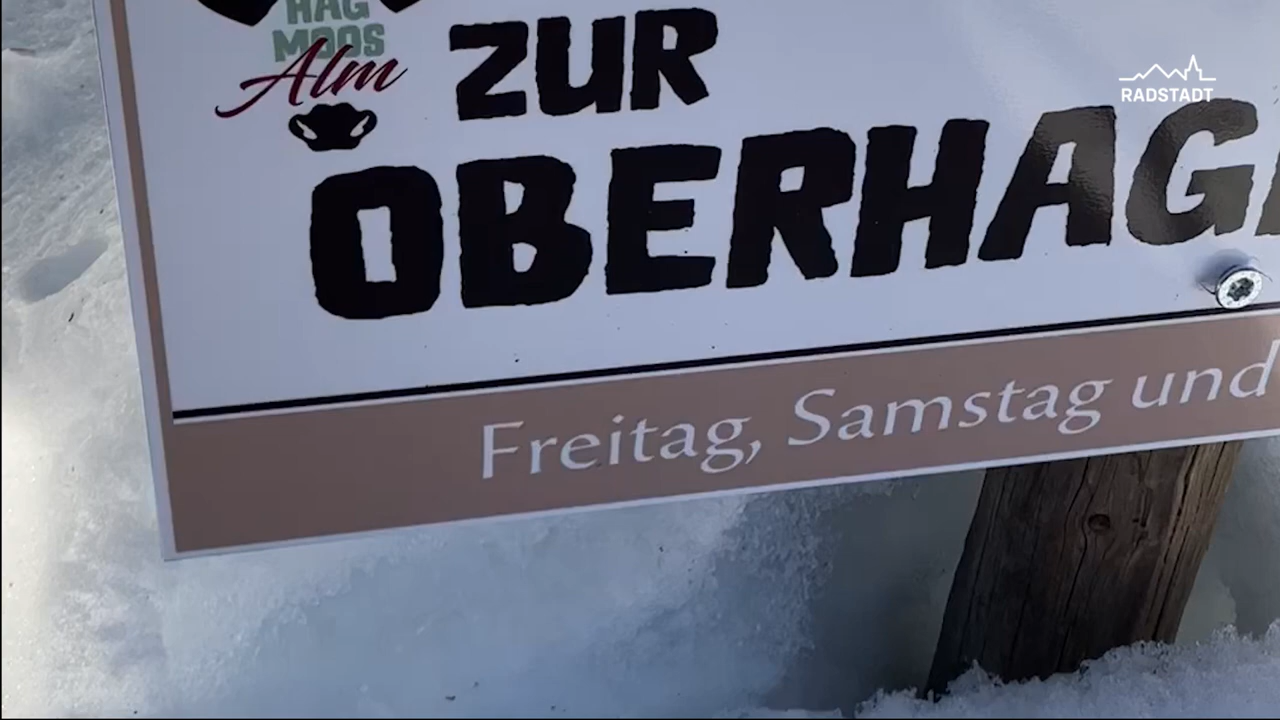 HAG
MOOS
Alm
ZUR
OBERHAG
Freitag, Samstag und
RADSTADT